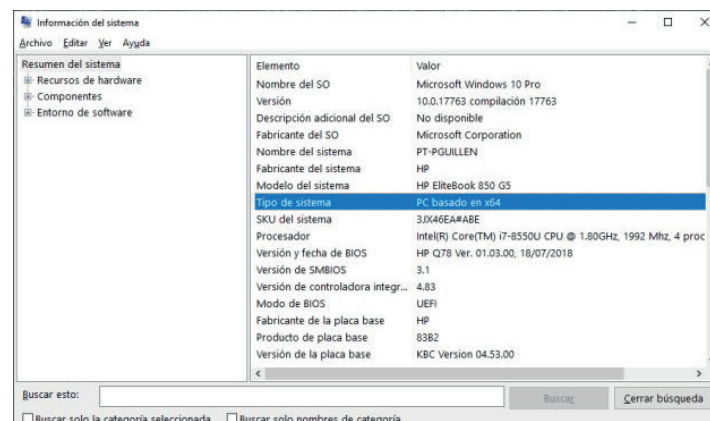 Información del sistema
Archivo Editar Ver Ayuda
Resumen del sistema
Recursos de hardware
Componentes
Entorno de software
Elemento Valor
Nombre del SO Microsoft Windows 10 Pro
Versión 10.0.17763 compilación 17763
Descripción adicional del SO No disponible
Fabricante del SO Microsoft Corporation
Nombre del sistema PT-PGUILLEN
Fabricante del sistema HP
Modelo del sistema HP EliteBook 850 G5
Tipo de sistema PC basado en x64
SKU del sistema 3JX46EA#ABE
Procesador Intel(R) Core(TM) i7-8550U CPU @ 1.80GHz, 1992 Mhz, 4 proc
Versión y fecha de BIOS HP Q78 Ver. 01.03.00, 18/07/2018
Versión de SMBIOS 3.1
Versión de controladora integr... 4.83
Modo de BIOS UEFI
Fabricante de la placa base HP
Producto de placa base 83B2
Versión de la placa base KBC Version 04.53.00
Buscar esto: Buscar Cerrar búsqueda
Buscar solo la categoría seleccionada Buscar solo nombres de categoría